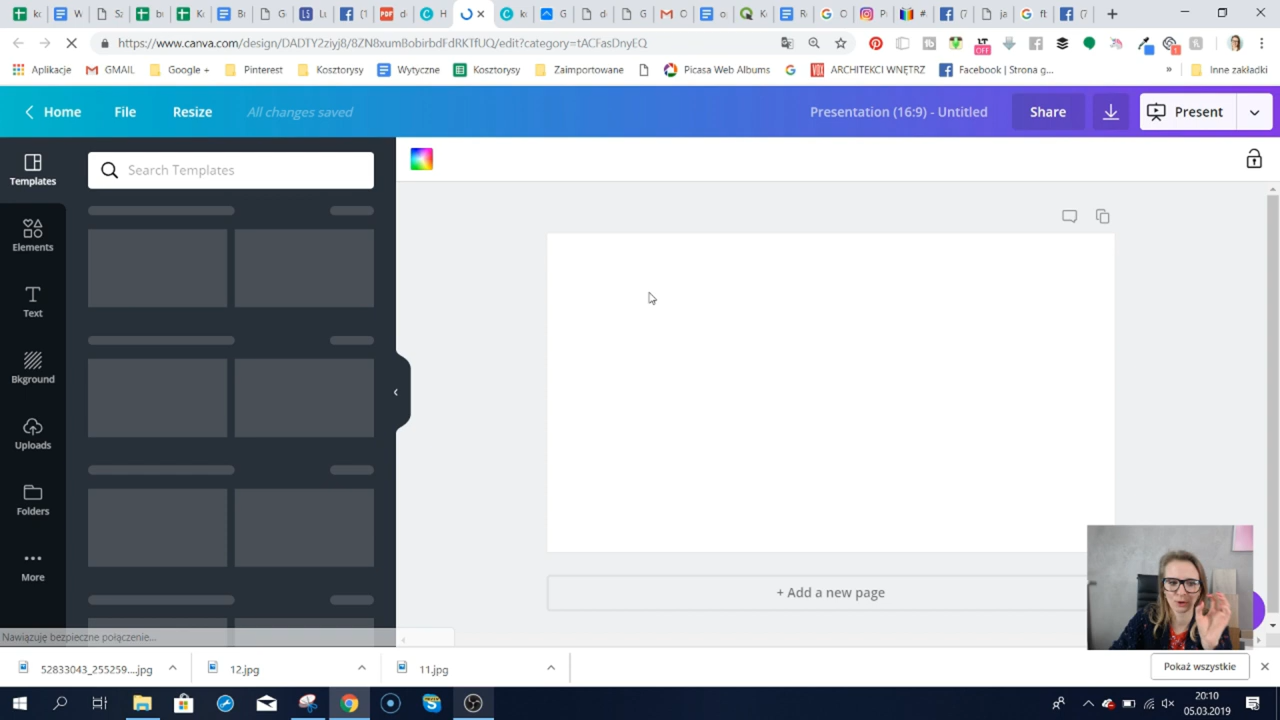 https://www.canva.com/design/DADTY2ziyj8/8ZN8xumBobirbdFdRKTfUQ/edit?category=tACFasDnyEQ
Aplikacje GMAIL Google + Pinterest Kosztorysy Wytyczne Kosztorysy Zaimportowane Picasa Web Albums ARCHITEKCI WNĘTRZ Facebook | Strona g... » Inne zakładki
Home File Resize All changes saved Presentation (16:9) - Untitled Share Present
Templates
Search Templates
Elements
Text
Bkground
Uploads
Folders
More
+ Add a new page
Nawiązuję bezpieczne połączenie...
52833043_255259....jpg 12.jpg 11.jpg Pokaż wszystkie
20:10
05.03.2019